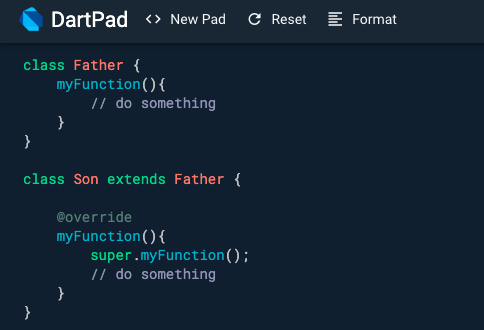 DartPad <> New Pad Reset Format
class Father {
    myFunction(){
        // do something
    }
}
class Son extends Father {
    @override
    myFunction(){
        super.myFunction();
        // do something
    }
}